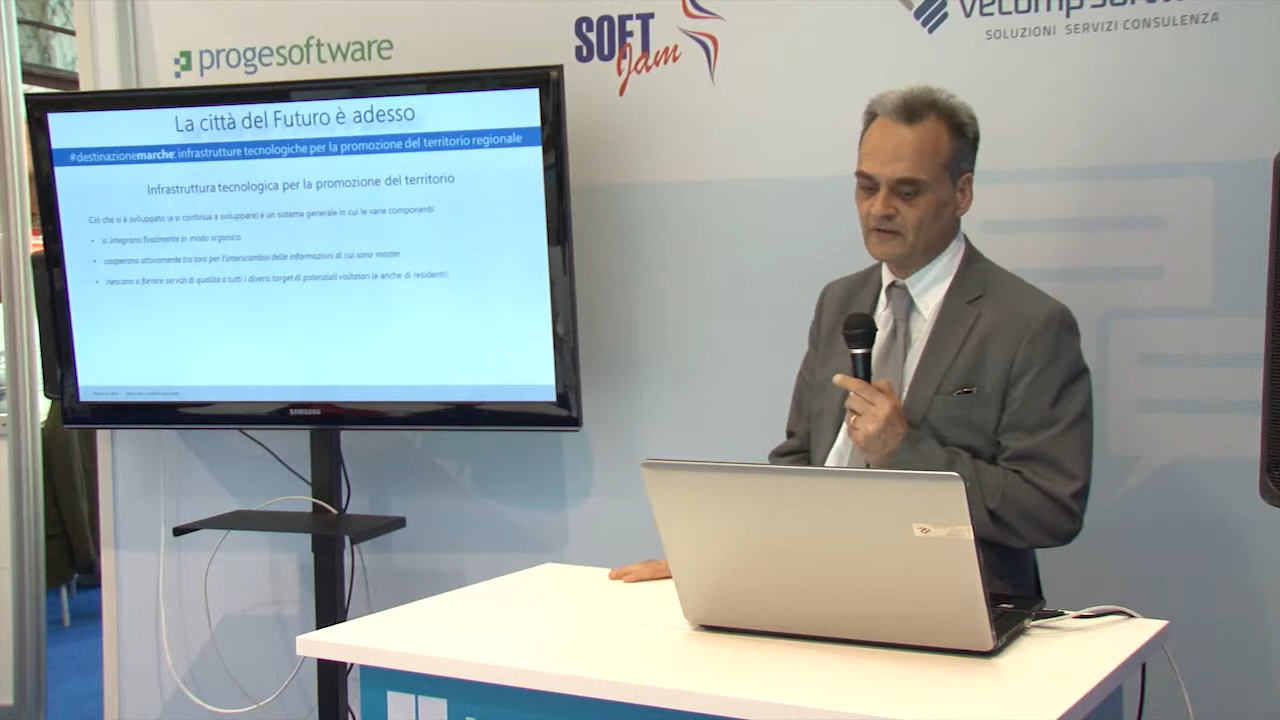 progesoftware
SOFT
Jam
SOLUZIONI SERVIZI CONSULENZA
La città del Futuro è adesso
#destinazionemarche: infrastrutture tecnologiche per la promozione del territorio regionale
Infrastruttura tecnologica per la promozione del territorio
Ciò che si è sviluppato (e si continua a sviluppare) è un sistema generale in cui le varie componenti:
• si integrano finalmente in modo organico,
• cooperano attivamente tra loro per l'interscambio delle informazioni di cui sono master,
• riescono a fornire servizi di qualità a tutti i diversi target di potenziali visitatori (e anche di residenti).
SAMSUNG